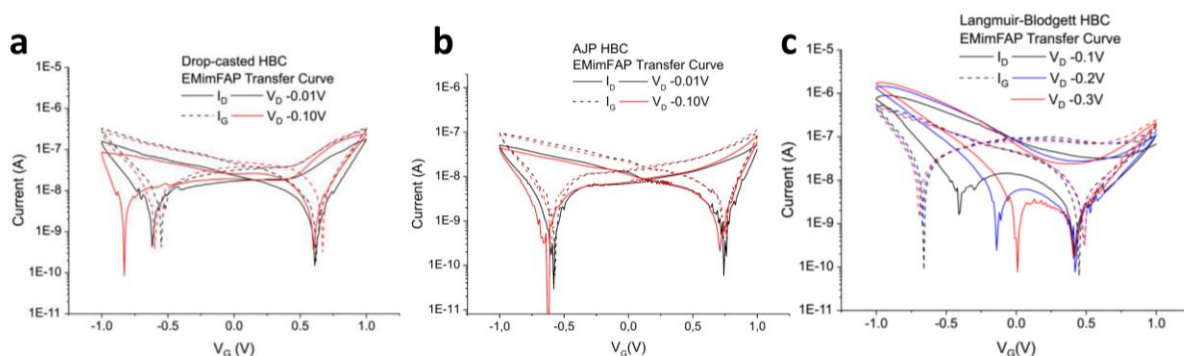 a
Drop-casted HBC
EMimFAP Transfer Curve
I_D V_D -0.01V
I_G V_D -0.10V
Current (A)
1E-5
1E-6
1E-7
1E-8
1E-9
1E-10
1E-11
-1.0 -0.5 0.0 0.5 1.0
V_G (V)
b
AJP HBC
EMimFAP Transfer Curve
I_D V_D -0.01V
I_G V_D -0.10V
Current (A)
1E-5
1E-6
1E-7
1E-8
1E-9
1E-10
1E-11
-1.0 -0.5 0,0 0.5 1.0
V_G(V)
c
Langmuir-Blodgett HBC
EMimFAP Transfer Curve
I_D V_D -0.1V
I_G V_D -0.2V
V_D -0.3V
Current (A)
1E-5
1E-6
1E-7
1E-8
1E-9
1E-10
1E-11
-1.0 -0.5 0.0 0.5 1.0
V_G(V)